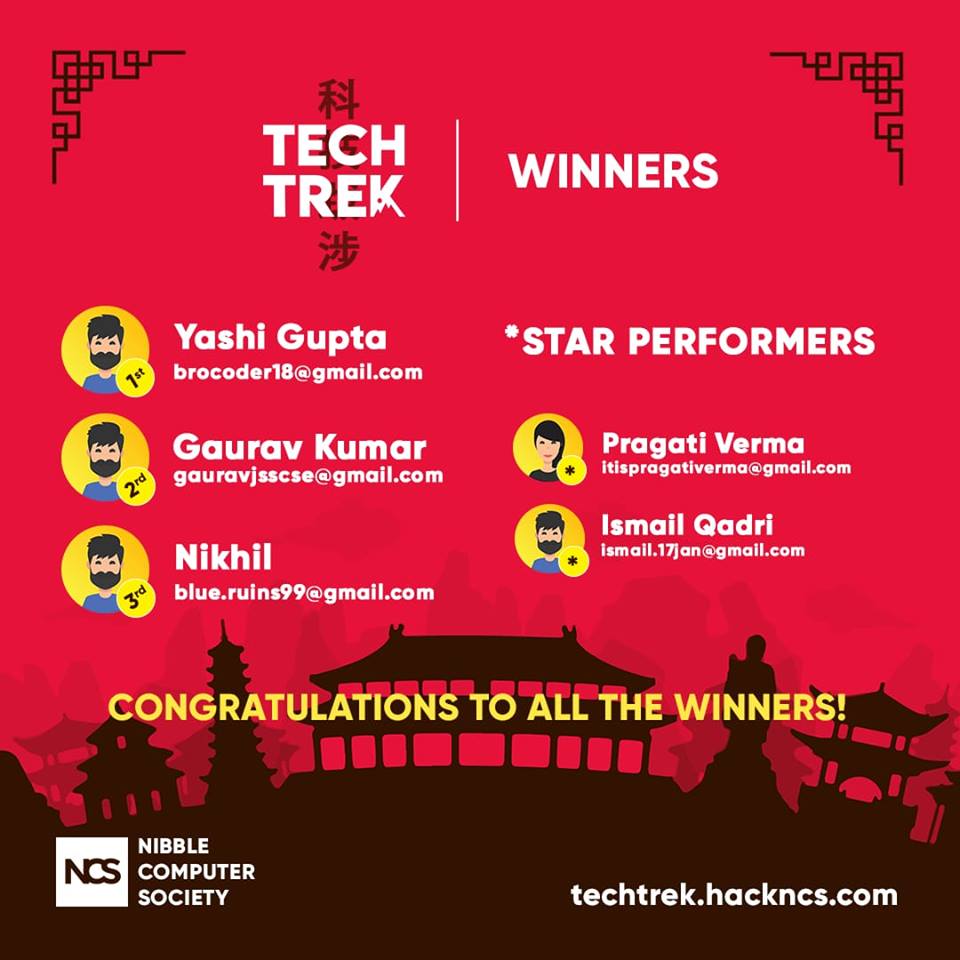 科
TECH
TREK
涉
WINNERS
Yashi Gupta
brocoder18@gmail.com
1st
Gaurav Kumar
gauravjsscse@gmail.com
2nd
Nikhil
blue.ruins99@gmail.com
3rd
*STAR PERFORMERS
Pragati Verma
itispragativerma@gmail.com
*
Ismail Qadri
ismail.17jan@gmail.com
*
CONGRATULATIONS TO ALL THE WINNERS!
NCS
NIBBLE
COMPUTER
SOCIETY
techtrek.hackncs.com